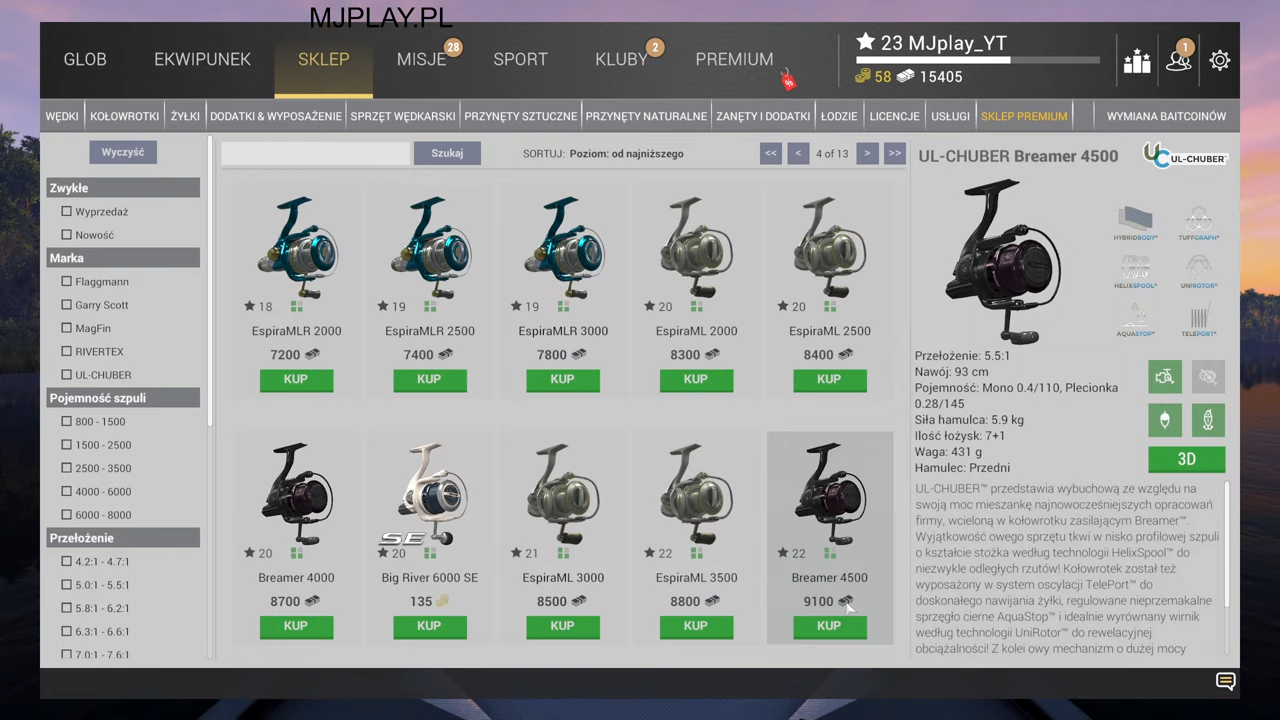 MJPLAY.PL
GLOB EKWIPUNEK SKLEP MISJE 28 SPORT KLUBY 2 PREMIUM %
23 MJplay_YT
58 15405
1
WĘDKI KOŁOWROTKI ŻYŁKI DODATKI & WYPOSAŻENIE SPRZĘT WĘDKARSKI PRZYNĘTY SZTUCZNE PRZYNĘTY NATURALNE ZANĘTY I DODATKI ŁODZIE LICENCJE USŁUGI SKLEP PREMIUM WYMIANA BAITCOINÓW
Wyczyść
Zwykłe
Wyprzedaż
Nowość
Marka
Flaggmann
Garry Scott
MagFin
RIVERTEX
UL-CHUBER
Pojemność szpuli
800 - 1500
1500 - 2500
2500 - 3500
4000 - 6000
6000 - 8000
Przełożenie
4.2:1 - 4.7:1
5.0:1 - 5.5:1
5.8:1 - 6.2:1
6.3:1 - 6.6:1
7.0:1 - 7.6:1
Szukaj SORTUJ: Poziom: od najniższego << < 4 of 13 > >>
18 19 19 20 20
EspiraMLR 2000 EspiraMLR 2500 EspiraMLR 3000 EspiraML 2000 EspiraML 2500
7200 7400 7800 8300 8400
KUP KUP KUP KUP KUP
SE
20 20 21 22 22
Breamer 4000 Big River 6000 SE EspiraML 3000 EspiraML 3500 Breamer 4500
8700 135 8500 8800 9100
KUP KUP KUP KUP KUP
UL-CHUBER Breamer 4500
UC UL-CHUBER
HYBRIDBODY® TUFFGRAPH®
HELIXSPOOL® UNIROTOR®
AQUASTOP® TELEPORT®
Przełożenie: 5.5:1
Nawój: 93 cm
Pojemność: Mono 0.4/110, Plecionka
0.28/145
Siła hamulca: 5.9 kg
Ilość łożysk: 7+1
Waga: 431 g
Hamulec: Przedni
3D
UL-CHUBER™ przedstawia wybuchową ze względu na
swoją moc mieszankę najnowocześniejszych opracowań
firmy, wcieloną w kołowrotku zasilającym Breamer™.
Wyjątkowość owego sprzętu tkwi w nisko profilowej szpuli
o kształcie stożka według technologii HelixSpool™ do
niezwykle odległych rzutów! Kołowrotek został też
wyposażony w system oscylacji TelePort™ do
doskonałego nawijania żyłki, regulowane nieprzemakalne
sprzęgło cierne AquaStop™ i idealnie wyrównany wirnik
według technologii UniRotor™ do rewelacyjnej
obciążalności! Z kolei owy mechanizm o dużej mocy